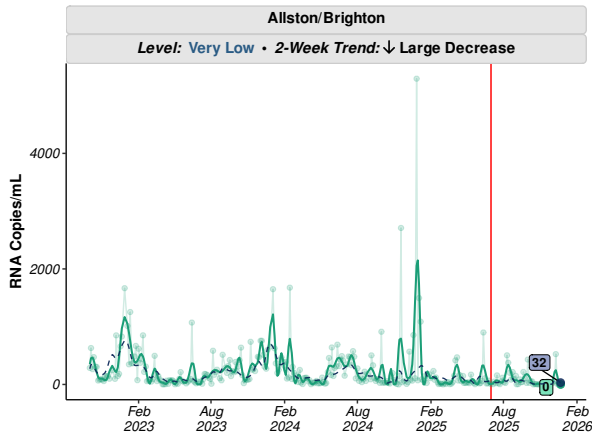 Allston/Brighton
Level: Very Low • 2-Week Trend: ↓ Large Decrease
RNA Copies/mL
4000
2000
0
32
0
Feb 2023
Aug 2023
Feb 2024
Aug 2024
Feb 2025
Aug 2025
Feb 2026